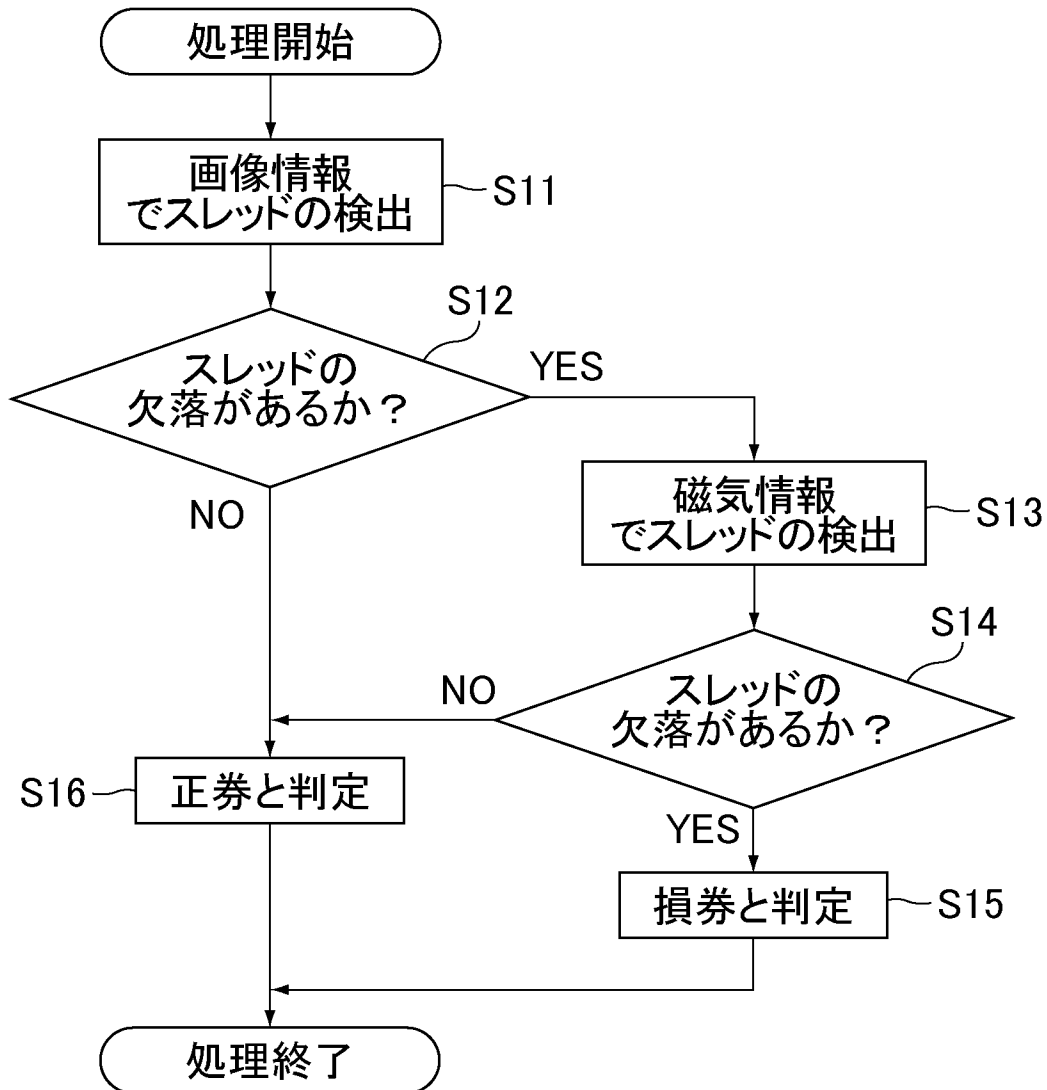 処理開始
画像情報
でスレッドの検出
S11
S12
スレッドの
欠落があるか？
YES
NO
磁気情報
でスレッドの検出
S13
S14
スレッドの
欠落があるか？
NO
YES
S16
正券と判定
損券と判定
S15
処理終了